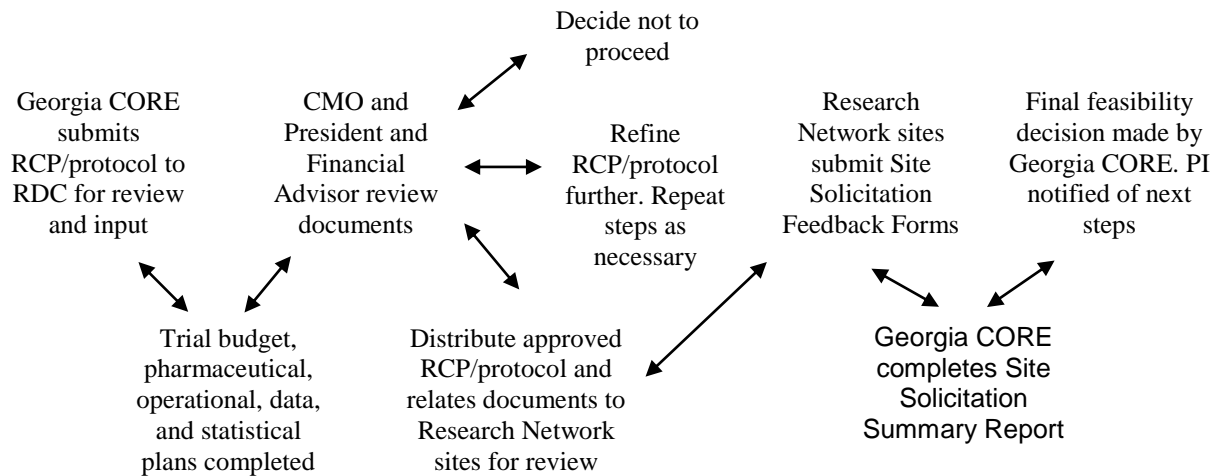 Decide not to
proceed
Georgia CORE
submits
RCP/protocol to
RDC for review
and input
CMO and
President and
Financial
Advisor review
documents
Refine
RCP/protocol
further. Repeat
steps as
necessary
Research
Network sites
submit Site
Solicitation
Feedback Forms
Final feasibility
decision made by
Georgia CORE. PI
notified of next
steps
Trial budget,
pharmaceutical,
operational, data,
and statistical
plans completed
Distribute approved
RCP/protocol and
relates documents to
Research Network
sites for review
Georgia CORE
completes Site
Solicitation
Summary Report